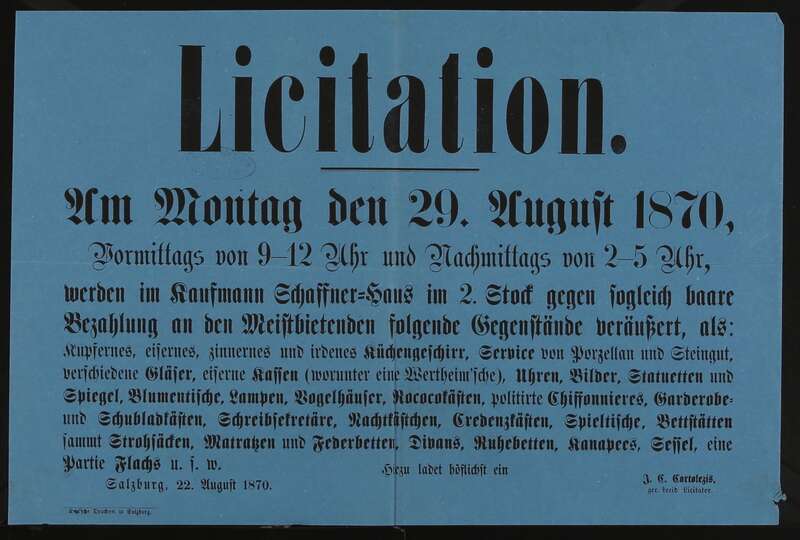 Licitation.
Am Montag den 29. August 1870,
Vormittags von 9–12 Uhr und Nachmittags von 2–5 Uhr,
werden im Kaufmann Schaffner=Haus im 2. Stock gegen sogleich baare
Bezahlung an den Meistbietenden folgende Gegenstände veräußert, als:
Kupfernes, eisernes, zinnernes und irdenes Küchengeschirr, Service von Porzellan und Steingut,
verschiedene Gläser, eiserne Kassen (worunter eine Wertheim'sche), Uhren, Bilder, Statuetten und
Spiegel, Blumentische, Lampen, Vogelhäuser, Rococokästen, politirte Chiffonnieres, Garderobe=
und Schubladkästen, Schreibsekretäre, Nachtkästchen, Credenzkästen, Spieltische, Bettstätten
sammt Strohsäcken, Matratzen und Federbetten, Divans, Ruhebetten, Kanapees, Sessel, eine
Partie Flachs u. s. w.
Hiezu ladet höflichst ein
Salzburg, 22. August 1870.
J. C. Cartolezis,
ger. beeid. Licitator.
in Salzburg.